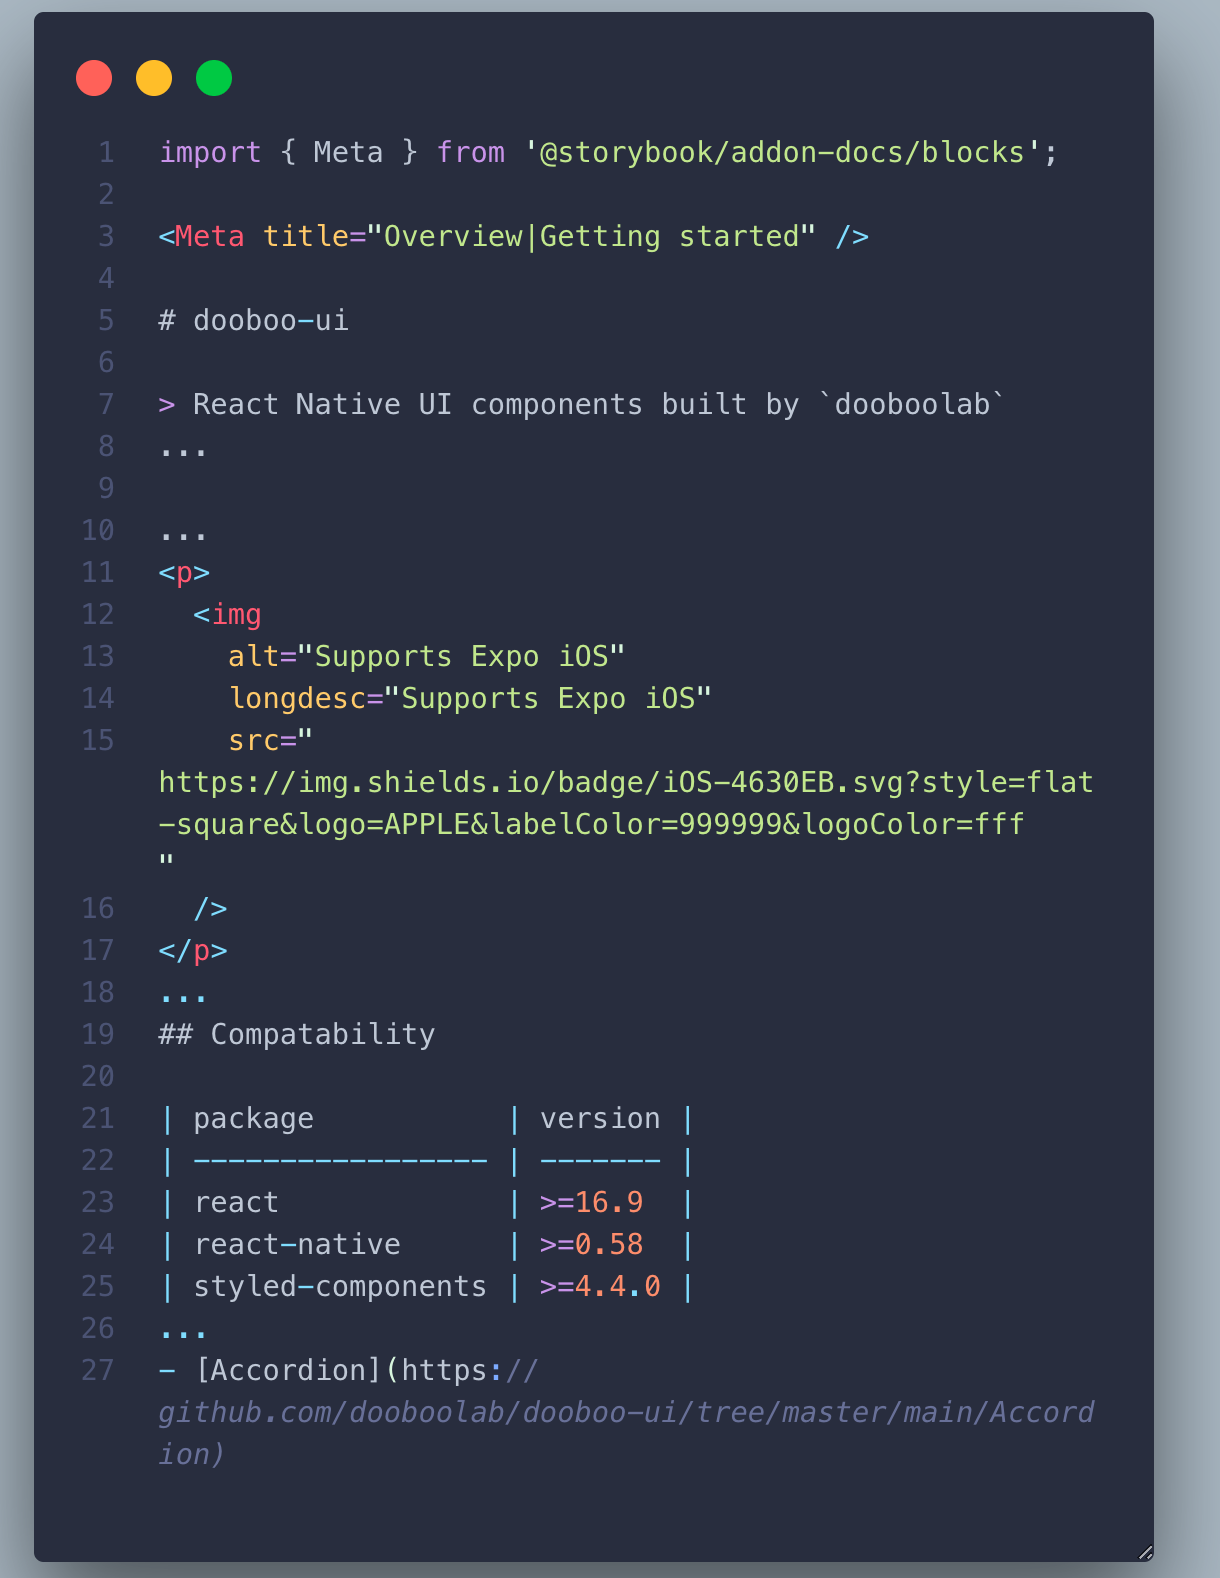 1 import { Meta } from '@storybook/addon-docs/blocks';
2
3 <Meta title="Overview|Getting started" />
4
5 # dooboo-ui
6
7 > React Native UI components built by `dooboolab`
8 ...
9
10 ...
11 <p>
12   <img
13     alt="Supports Expo iOS"
14     longdesc="Supports Expo iOS"
15     src="
https://img.shields.io/badge/iOS-4630EB.svg?style=flat
-square&logo=APPLE&labelColor=999999&logoColor=fff
"
16   />
17 </p>
18 ...
19 ## Compatability
20
21 | package           | version |
22 | ----------------- | ------- |
23 | react             | >=16.9  |
24 | react-native      | >=0.58  |
25 | styled-components | >=4.4.0 |
26 ...
27 - [Accordion](https://
github.com/dooboolab/dooboo-ui/tree/master/main/Accord
ion)